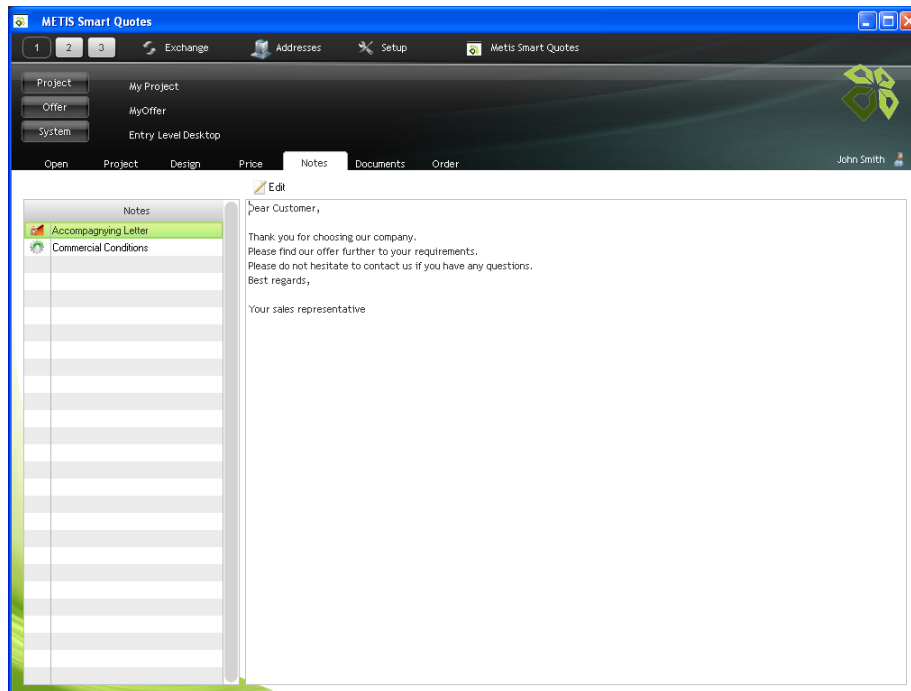 METIS Smart Quotes
1 2 3 Exchange Addresses Setup Metis Smart Quotes
Project My Project
Offer MyOffer
System Entry Level Desktop
Open Project Design Price Notes Documents Order John Smith
Edit
Notes
Accompagnying Letter
Commercial Conditions
Dear Customer,
Thank you for choosing our company.
Please find our offer further to your requirements.
Please do not hesitate to contact us if you have any questions.
Best regards,
Your sales representative